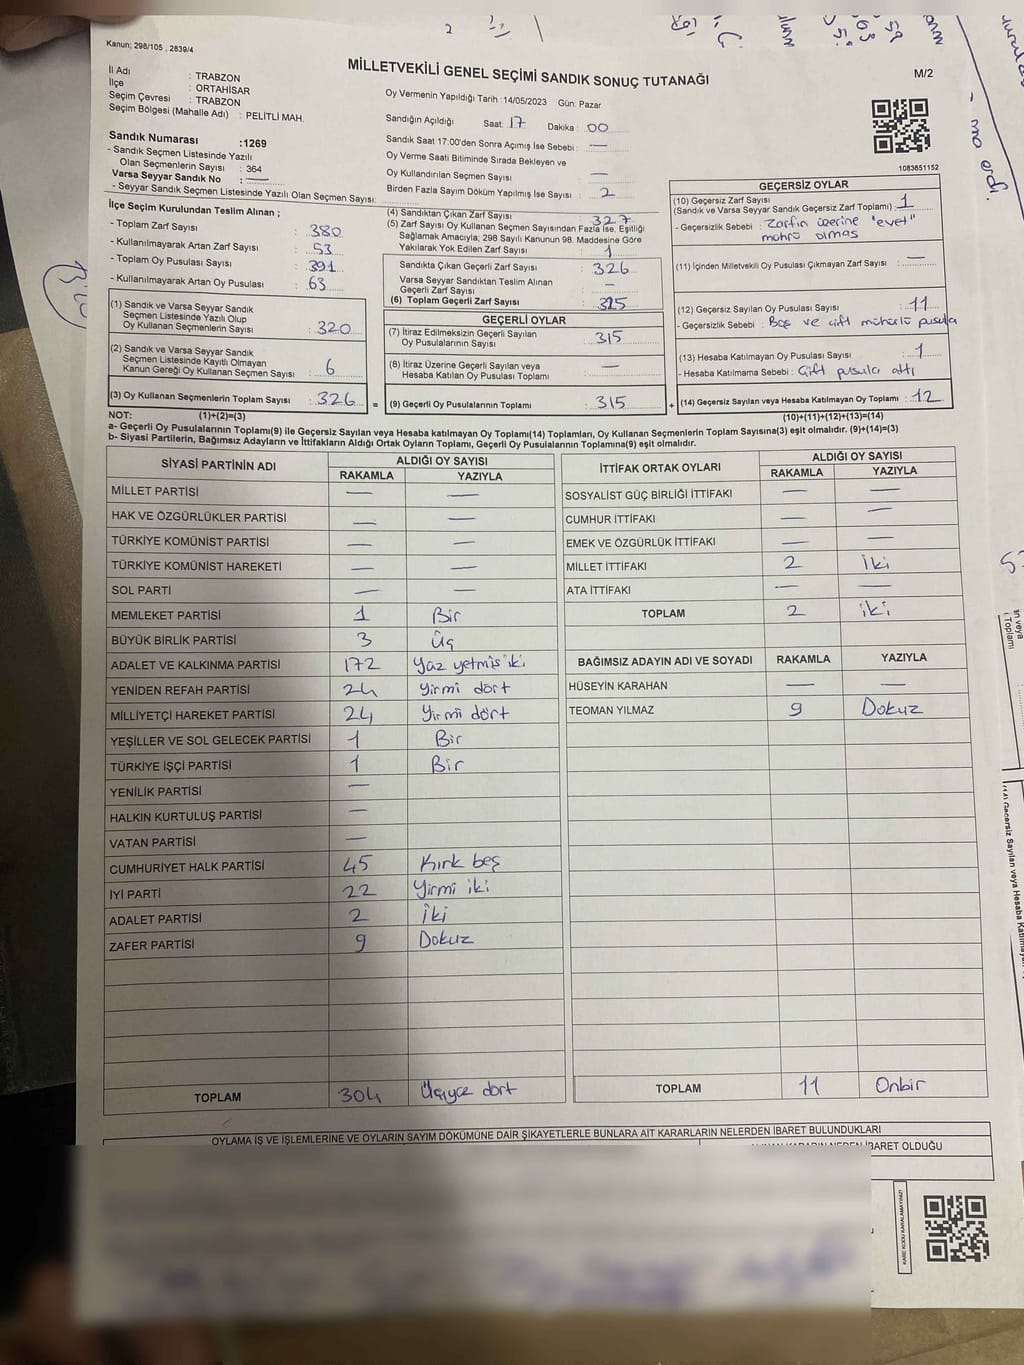 Kanun; 298/105 , 2839/4
MİLLETVEKİLİ GENEL SEÇİMİ SANDIK SONUÇ TUTANAĞI
M/2
İl Adı : TRABZON
İlçe : ORTAHİSAR
Seçim Çevresi : TRABZON
Seçim Bölgesi (Mahalle Adı) : PELİTLİ MAH.
Sandık Numarası :1269
- Sandık Seçmen Listesinde Yazılı
Olan Seçmenlerin Sayısı : 364
Varsa Seyyar Sandık No : —
- Seyyar Sandık Seçmen Listesinde Yazılı Olan Seçmen Sayısı:
Oy Vermenin Yapıldığı Tarih :14/05/2023 Gün: Pazar
Sandığın Açıldığı Saat: 17 Dakika : 00
Sandık Saat 17:00'den Sonra Açımış İse Sebebi : —
Oy Verme Saati Bitiminde Sırada Bekleyen ve
Oy Kullandırılan Seçmen Sayısı : —
Birden Fazla Sayım Döküm Yapılmış İse Sayısı : 2
1083651152
İlçe Seçim Kurulundan Teslim Alınan ;
- Toplam Zarf Sayısı : 380
- Kullanılmayarak Artan Zarf Sayısı : 53
- Toplam Oy Pusulası Sayısı : 391
- Kullanılmayarak Artan Oy Pusulası : 63
(1) Sandık ve Varsa Seyyar Sandık
Seçmen Listesinde Yazılı Olup
Oy Kullanan Seçmenlerin Sayısı : 320
(2) Sandık ve Varsa Seyyar Sandık
Seçmen Listesinde Kayıtlı Olmayan
Kanun Gereği Oy Kullanan Seçmen Sayısı : 6
(3) Oy Kullanan Seçmenlerin Toplam Sayısı : 326
(4) Sandıktan Çıkan Zarf Sayısı : 327
(5) Zarf Sayısı Oy Kullanan Seçmen Sayısından Fazla İse, Eşitliği
Sağlamak Amacıyla; 298 Sayılı Kanunun 98. Maddesine Göre
Yakılarak Yok Edilen Zarf Sayısı : 1
Sandıkta Çıkan Geçerli Zarf Sayısı : 326
Varsa Seyyar Sandıktan Teslim Alınan
Geçerli Zarf Sayısı : —
(6) Toplam Geçerli Zarf Sayısı : 325
GEÇERLİ OYLAR
(7) İtiraz Edilmeksizin Geçerli Sayılan
Oy Pusulalarının Sayısı : 315
(8) İtiraz Üzerine Geçerli Sayılan veya
Hesaba Katılan Oy Pusulası Toplamı : —
= (9) Geçerli Oy Pusulalarının Toplamı : 315
GEÇERSİZ OYLAR
(10) Geçersiz Zarf Sayısı : 1
(Sandık ve Varsa Seyyar Sandık Geçersiz Zarf Toplamı)
- Geçersizlik Sebebi : Zarfın üzerine "evet"
mührü olması
(11) İçinden Milletvekili Oy Pusulası Çıkmayan Zarf Sayısı : —
(12) Geçersiz Sayılan Oy Pusulası Sayısı : 11
- Geçersizlik Sebebi : Boş ve çift mühürlü pusula
(13) Hesaba Katılmayan Oy Pusulası Sayısı : 1
- Hesaba Katılmama Sebebi : Çift pusula attı
+ (14) Geçersiz Sayılan veya Hesaba Katılmayan Oy Toplamı : 12
NOT: (1)+(2)=(3) (10)+(11)+(12)+(13)=(14)
a- Geçerli Oy Pusulalarının Toplamı(9) ile Geçersiz Sayılan veya Hesaba katılmayan Oy Toplamı(14) Toplamları, Oy Kullanan Seçmenlerin Toplam Sayısına(3) eşit olmalıdır. (9)+(14)=(3)
b- Siyasi Partilerin, Bağımsız Adayların ve İttifakların Aldığı Ortak Oyların Toplamı, Geçerli Oy Pusulalarının Toplamına(9) eşit olmalıdır.
SİYASİ PARTİNİN ADI ALDIĞI OY SAYISI
RAKAMLA YAZIYLA
MİLLET PARTİSİ — —
HAK VE ÖZGÜRLÜKLER PARTİSİ — —
TÜRKİYE KOMÜNİST PARTİSİ — —
TÜRKİYE KOMÜNİST HAREKETİ — —
SOL PARTİ — —
MEMLEKET PARTİSİ 1 Bir
BÜYÜK BİRLİK PARTİSİ 3 Üç
ADALET VE KALKINMA PARTİSİ 172 Yüz yetmiş iki
YENİDEN REFAH PARTİSİ 24 Yirmi dört
MİLLİYETÇİ HAREKET PARTİSİ 24 Yirmi dört
YEŞİLLER VE SOL GELECEK PARTİSİ 1 Bir
TÜRKİYE İŞÇİ PARTİSİ 1 Bir
YENİLİK PARTİSİ —
HALKIN KURTULUŞ PARTİSİ —
VATAN PARTİSİ —
CUMHURİYET HALK PARTİSİ 45 Kırk beş
İYİ PARTİ 22 Yirmi iki
ADALET PARTİSİ 2 İki
ZAFER PARTİSİ 9 Dokuz
TOPLAM 304 Üçyüz dört
İTTİFAK ORTAK OYLARI ALDIĞI OY SAYISI
RAKAMLA YAZIYLA
SOSYALİST GÜÇ BİRLİĞİ İTTİFAKI — —
CUMHUR İTTİFAKI — —
EMEK VE ÖZGÜRLÜK İTTİFAKI — —
MİLLET İTTİFAKI 2 İki
ATA İTTİFAKI — —
TOPLAM 2 iki
BAĞIMSIZ ADAYIN ADI VE SOYADI RAKAMLA YAZIYLA
HÜSEYİN KARAHAN — —
TEOMAN YILMAZ 9 Dokuz
TOPLAM 11 Onbir
OYLAMA İŞ VE İŞLEMLERİNE VE OYLARIN SAYIM DÖKÜMÜNE DAİR ŞİKAYETLERLE BUNLARA AİT KARARLARIN NELERDEN İBARET BULUNDUKLARI
İBARET OLDUĞU
KARE KODU KARALAMAYINIZ!